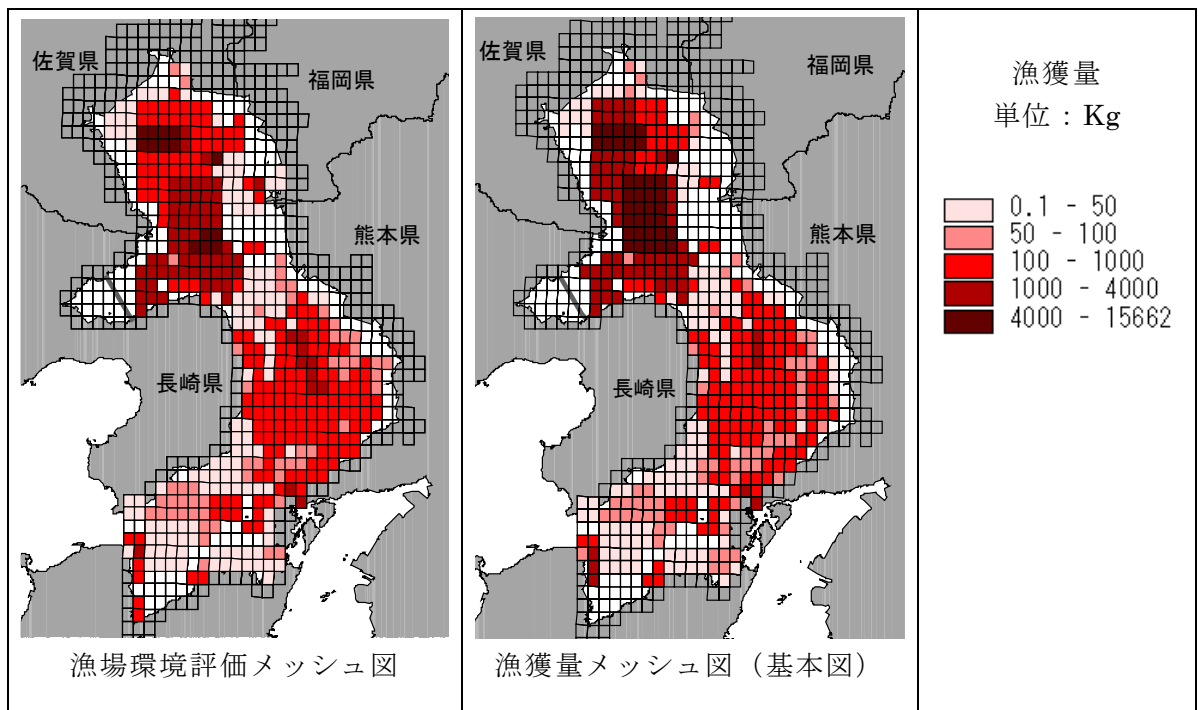 佐賀県
福岡県
熊本県
長崎県
漁場環境評価メッシュ図
佐賀県
福岡県
熊本県
長崎県
漁獲量メッシュ図（基本図）
漁獲量
単位：Kg
0.1 - 50
50 - 100
100 - 1000
1000 - 4000
4000 - 15662